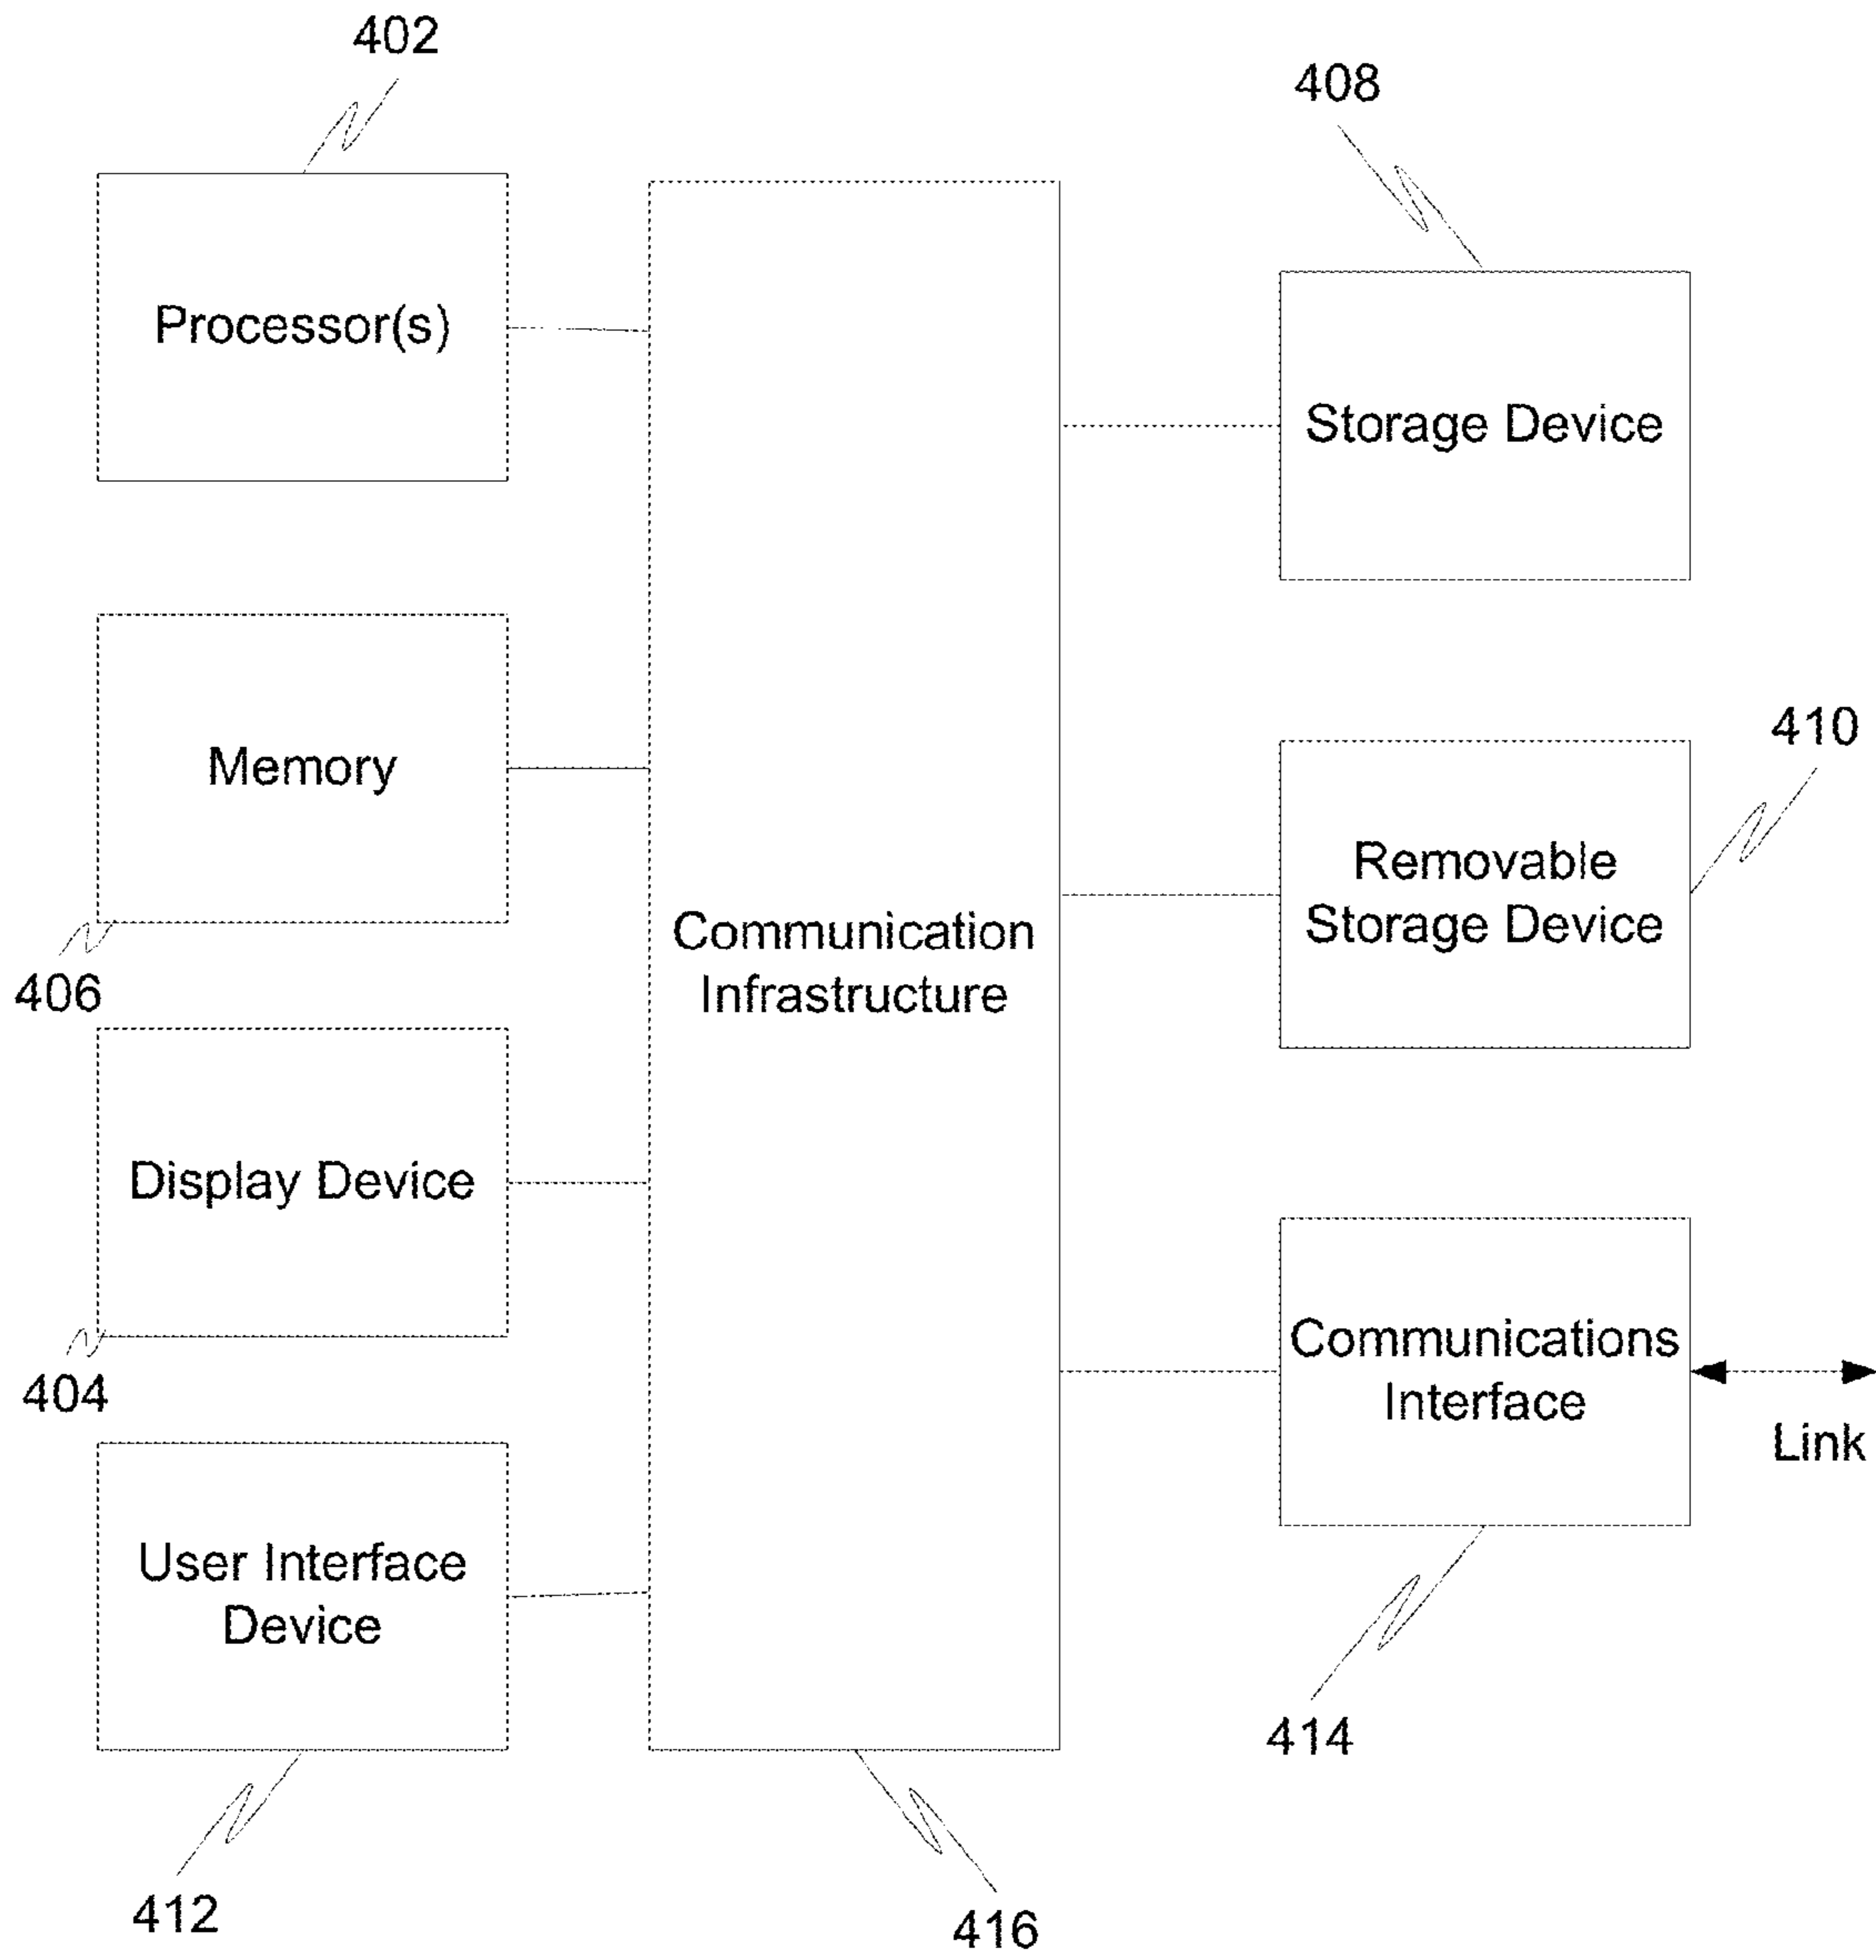 402
408
Processor(s)
Storage Device
410
Memory
Removable
Storage Device
406
Communication
Infrastructure
Display Device
404
Communications
Interface
Link
User Interface
Device
414
412
416